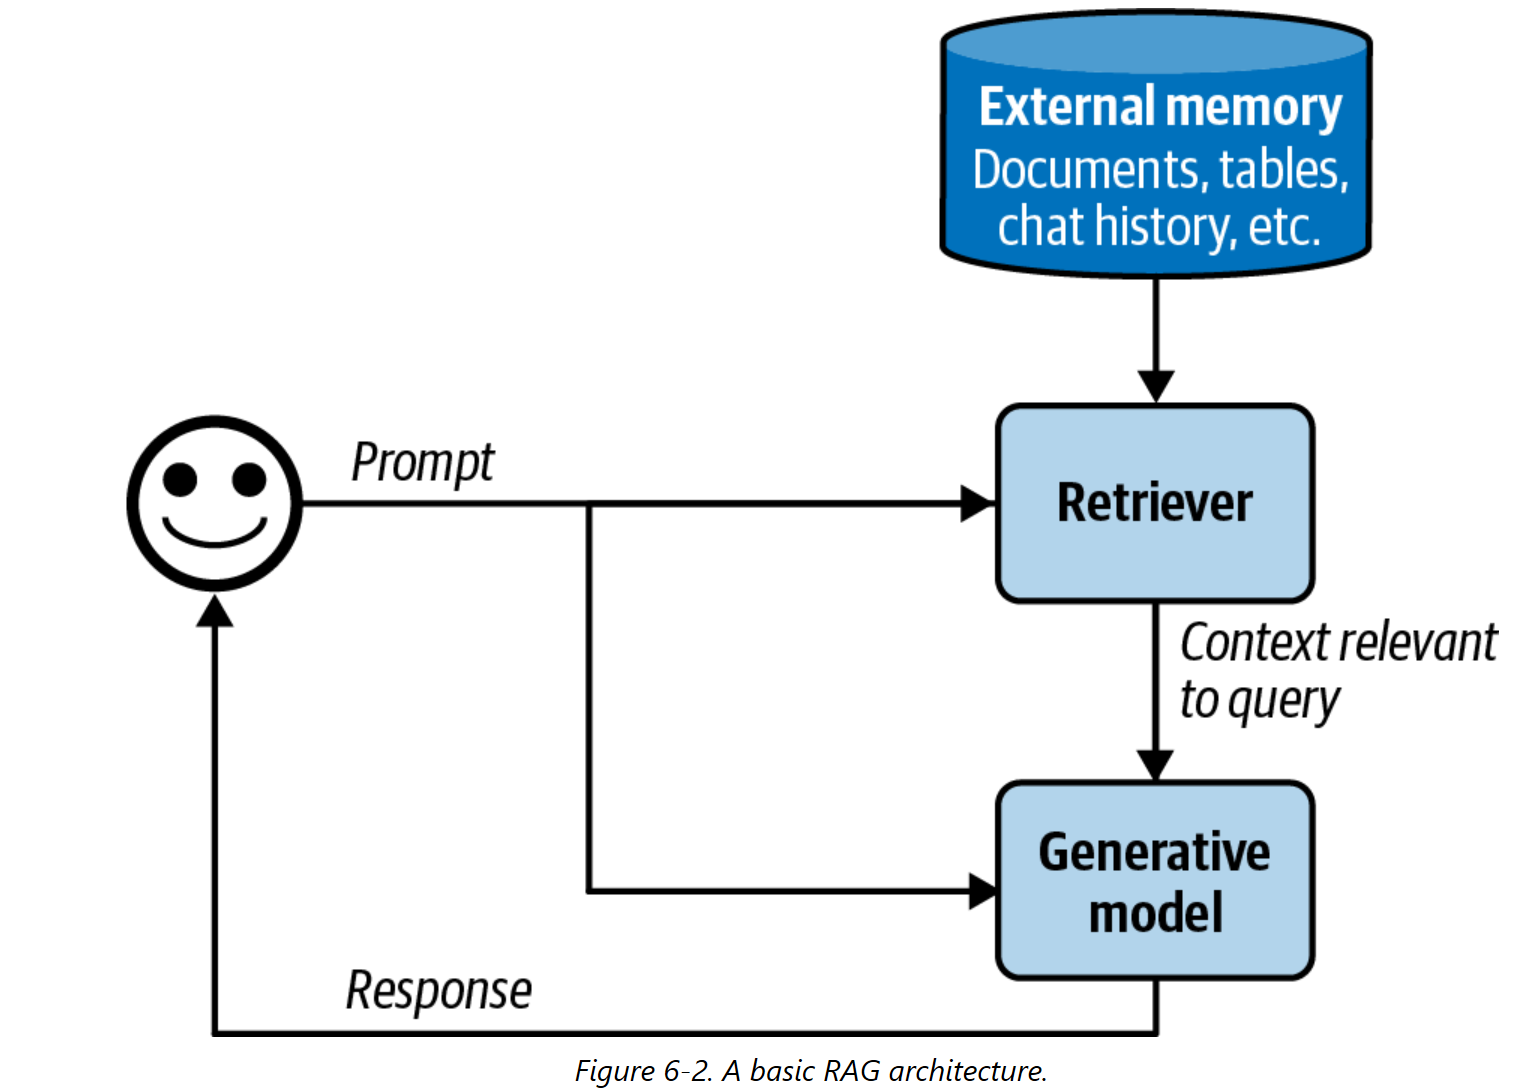 External memory
Documents, tables,
chat history, etc.
Prompt
Retriever
Context relevant
to query
Generative
model
Response
Figure 6-2. A basic RAG architecture.